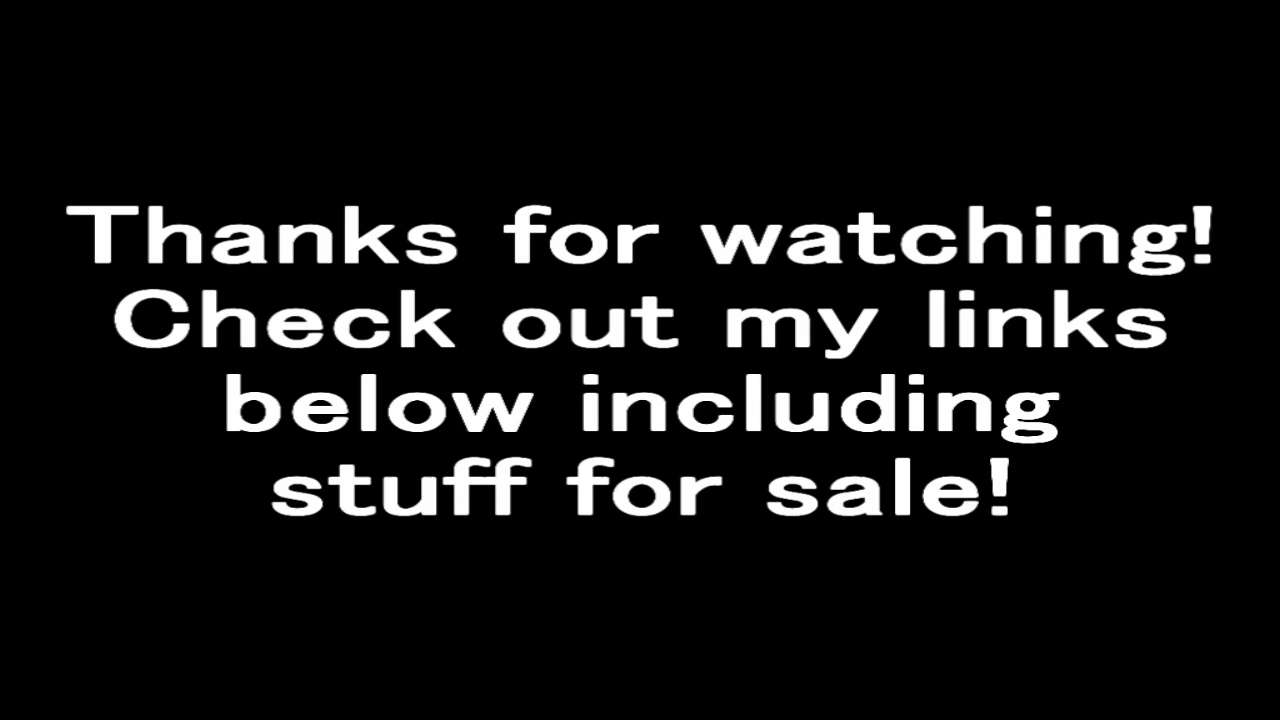 Thanks for watching!
Check out my links
below including
stuff for sale!